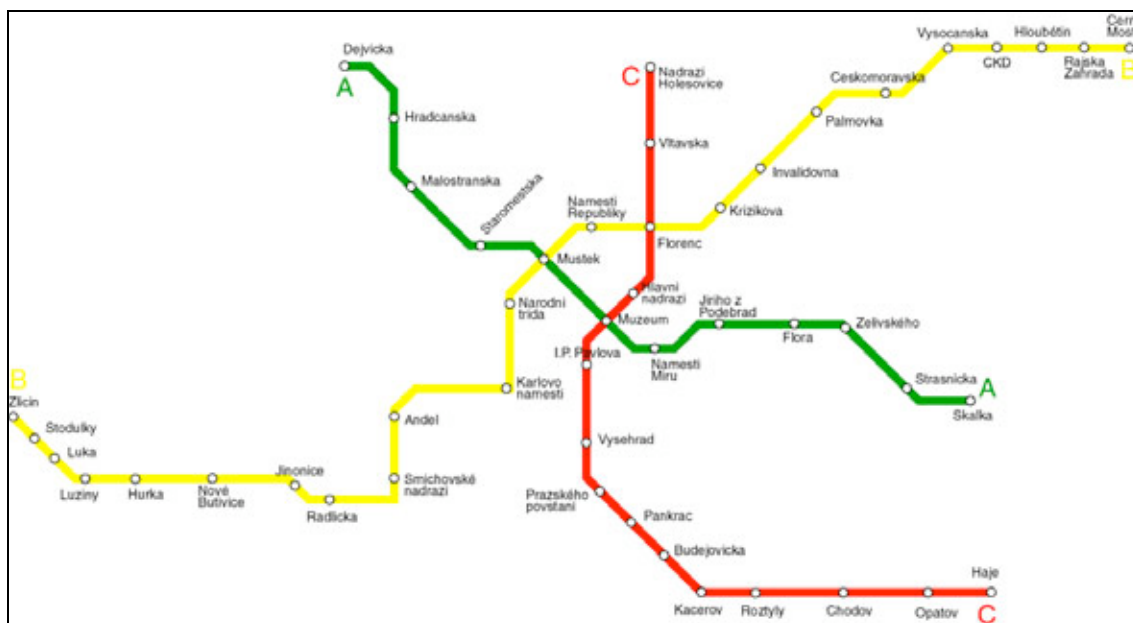 Dejvicka
A
Hradcanska
Malostranska
Staromestska
Mustek
Muzeum
Namesti
Miru
Jiriho z
Podebrad
Flora
Zelivského
Strasnicka
A
Skalka
C
Nadrazi
Holesovice
Vltavska
Florenc
Hlavni
nadrazi
I.P. Pavlova
Vysehrad
Prazského
povstani
Pankrac
Budejovicka
Kacerov
Roztyly
Chodov
Opatov
Haje
C
B
Zlicin
Stodulky
Luka
Luziny
Hurka
Nové
Butivice
Jinonice
Radlicka
Smichovské
nadrazi
Andel
Karlovo
namesti
Narodni
trida
Namesti
Republiky
Krizikova
Invalidovna
Palmovka
Ceskomoravska
Vysocanska
CKD
Hloubétin
Rajska
Zahrada
B